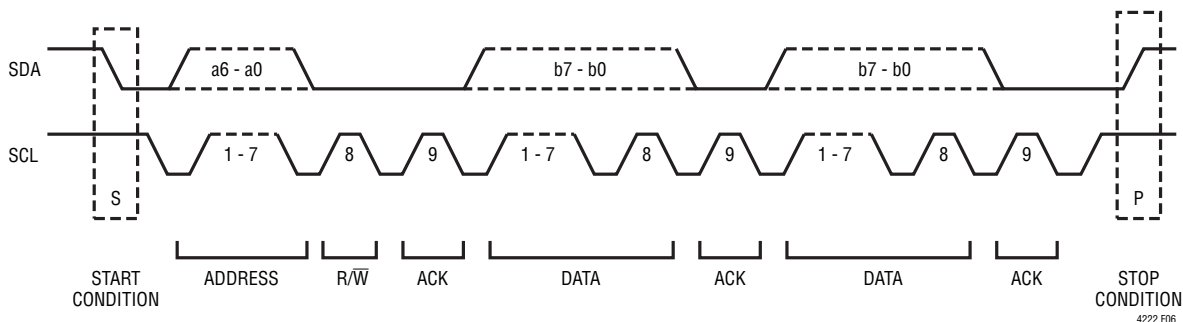 SDA
a6 - a0
b7 - b0
b7 - b0
SCL
1 - 7
8
9
1 - 7
8
9
1 - 7
8
9
S
P
START
CONDITION
ADDRESS
R/W̅
ACK
DATA
ACK
DATA
ACK
STOP
CONDITION
4222 F06